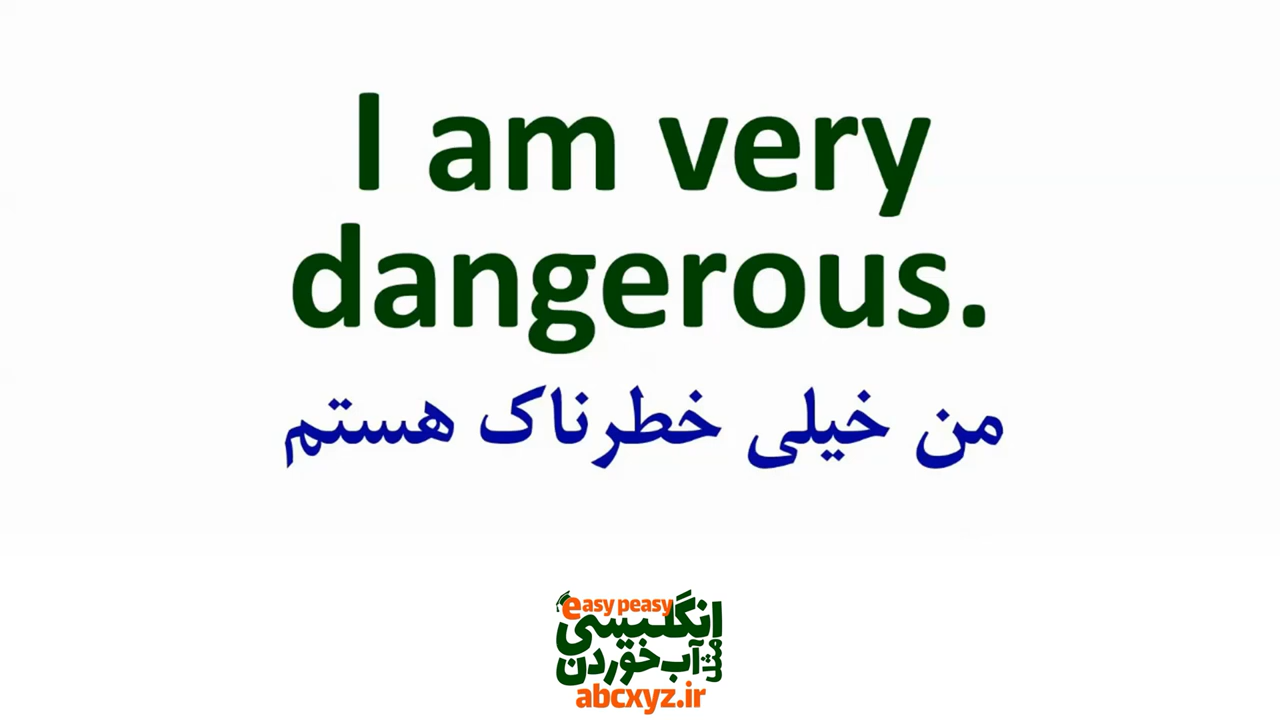 I am very
dangerous.
من خیلی خطرناک هستم
easy peasy
انگلیسی
مثل آب خوردن
abcxyz.ir